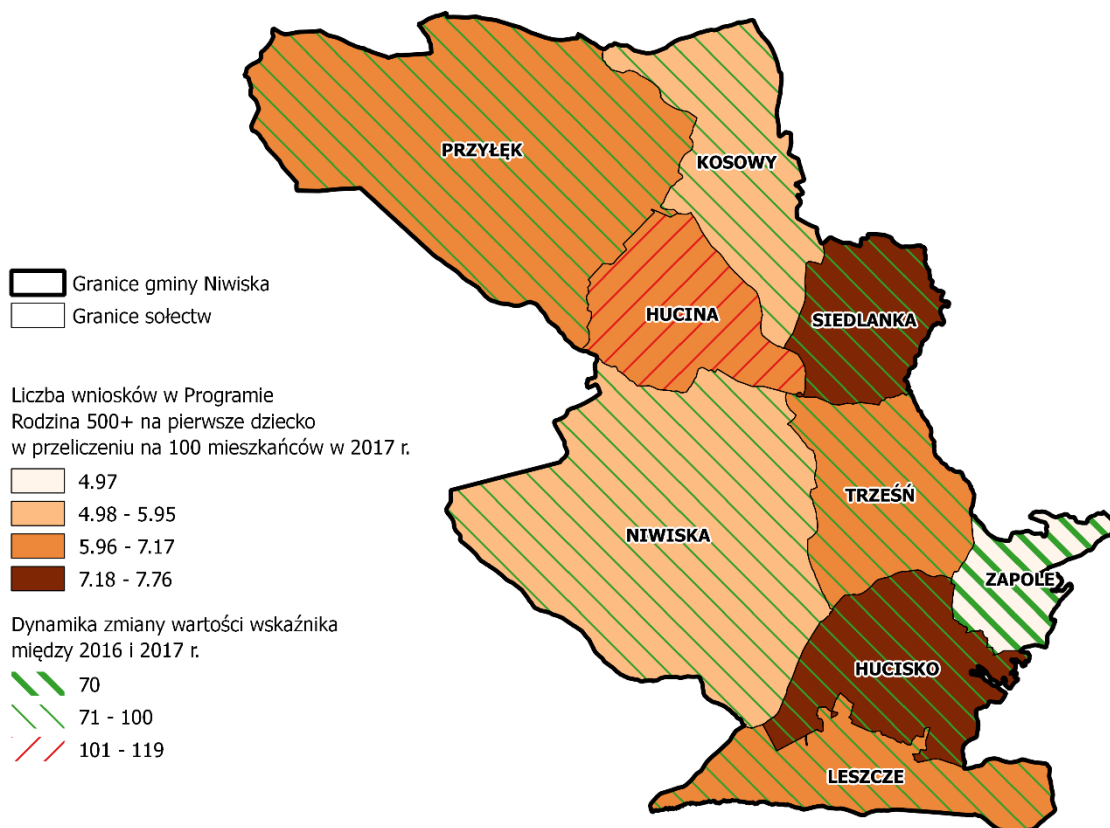 PRZYŁĘK
KOSOWY
HUCINA
SIEDLANKA
NIWISKA
TRZEŚŃ
ZAPOLE
HUCISKO
LESZCZE
Granice gminy Niwiska
Granice sołectw
Liczba wniosków w Programie
Rodzina 500+ na pierwsze dziecko
w przeliczeniu na 100 mieszkańców w 2017 r.
4.97
4.98 - 5.95
5.96 - 7.17
7.18 - 7.76
Dynamika zmiany wartości wskaźnika
między 2016 i 2017 r.
70
71 - 100
101 - 119